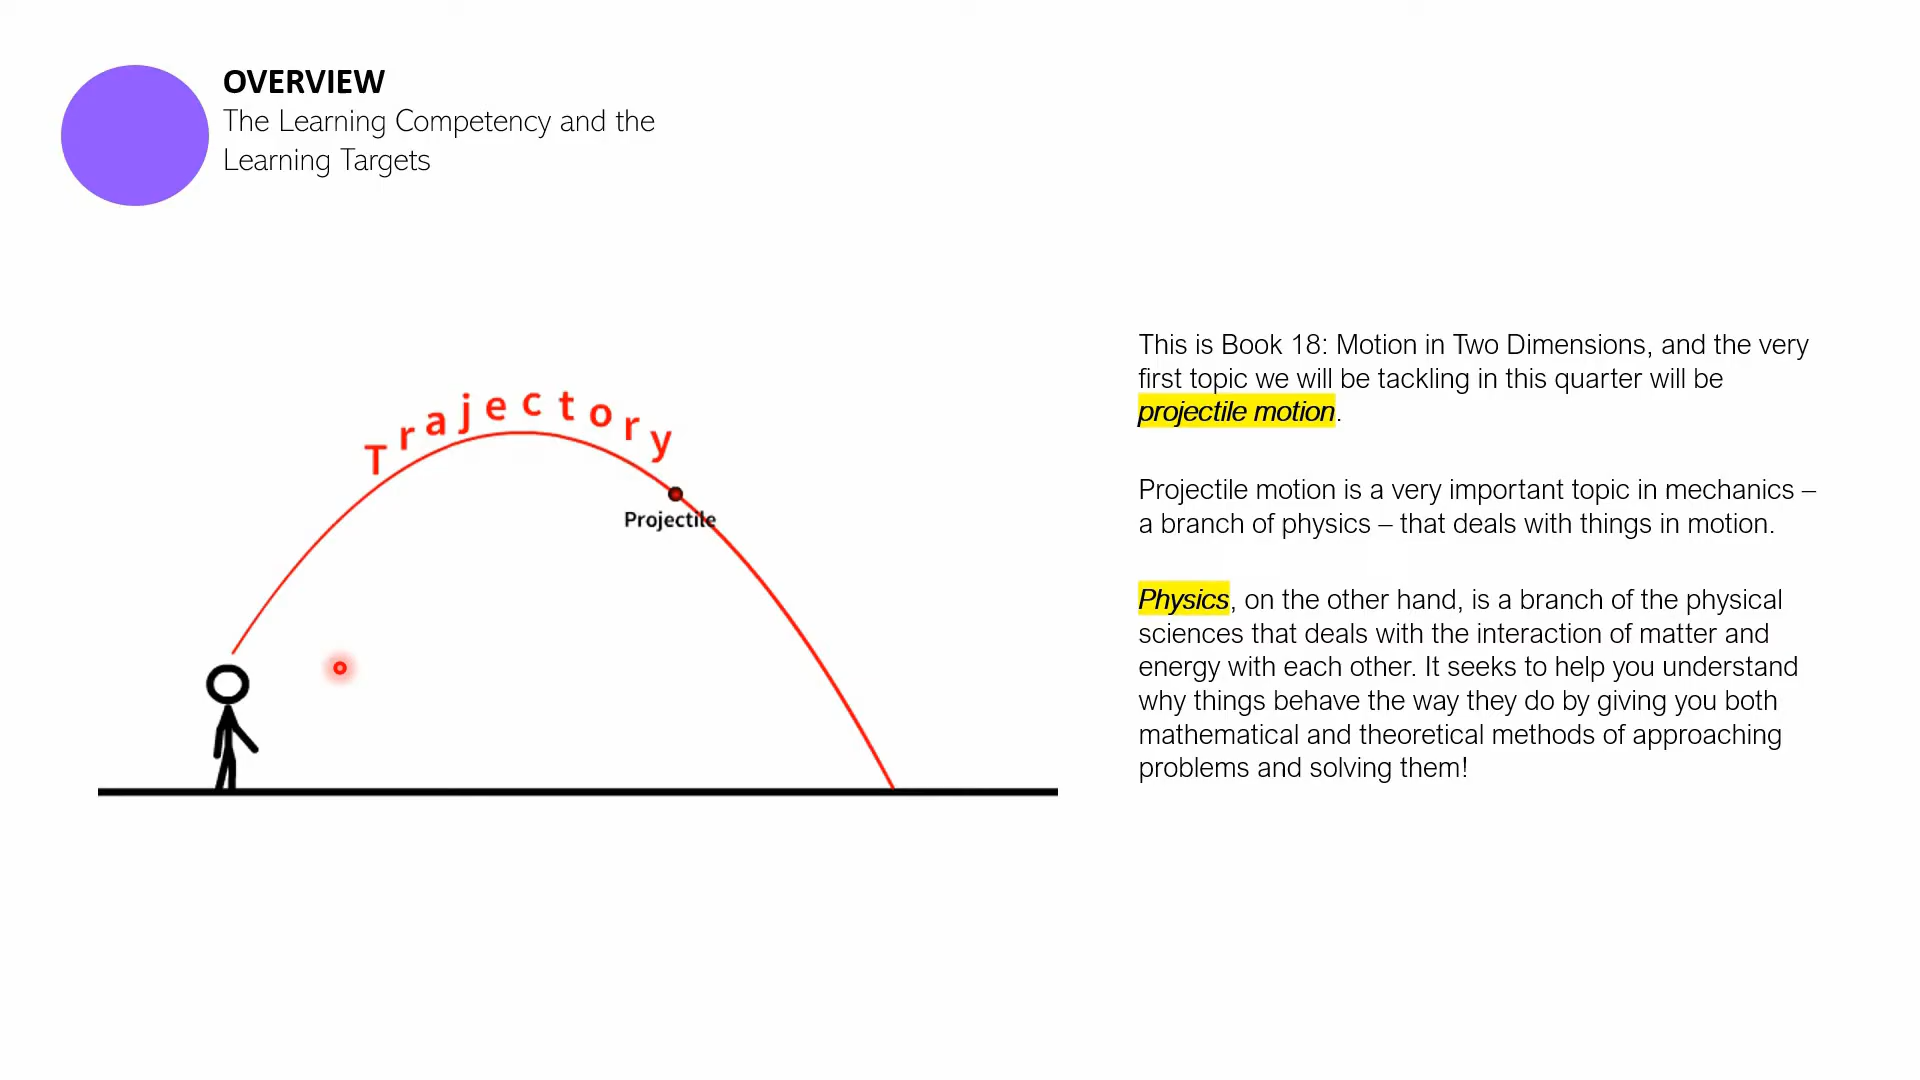 OVERVIEW
The Learning Competency and the
Learning Targets
Trajectory
Projectile
This is Book 18: Motion in Two Dimensions, and the very
first topic we will be tackling in this quarter will be
projectile motion.
Projectile motion is a very important topic in mechanics –
a branch of physics – that deals with things in motion.
Physics, on the other hand, is a branch of the physical
sciences that deals with the interaction of matter and
energy with each other. It seeks to help you understand
why things behave the way they do by giving you both
mathematical and theoretical methods of approaching
problems and solving them!